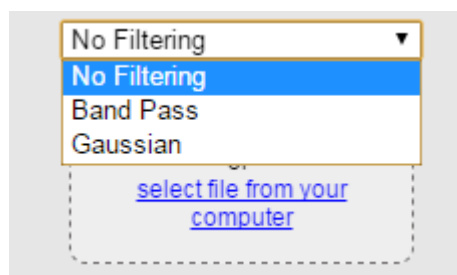 No Filtering
No Filtering
Band Pass
Gaussian
select file from your
computer